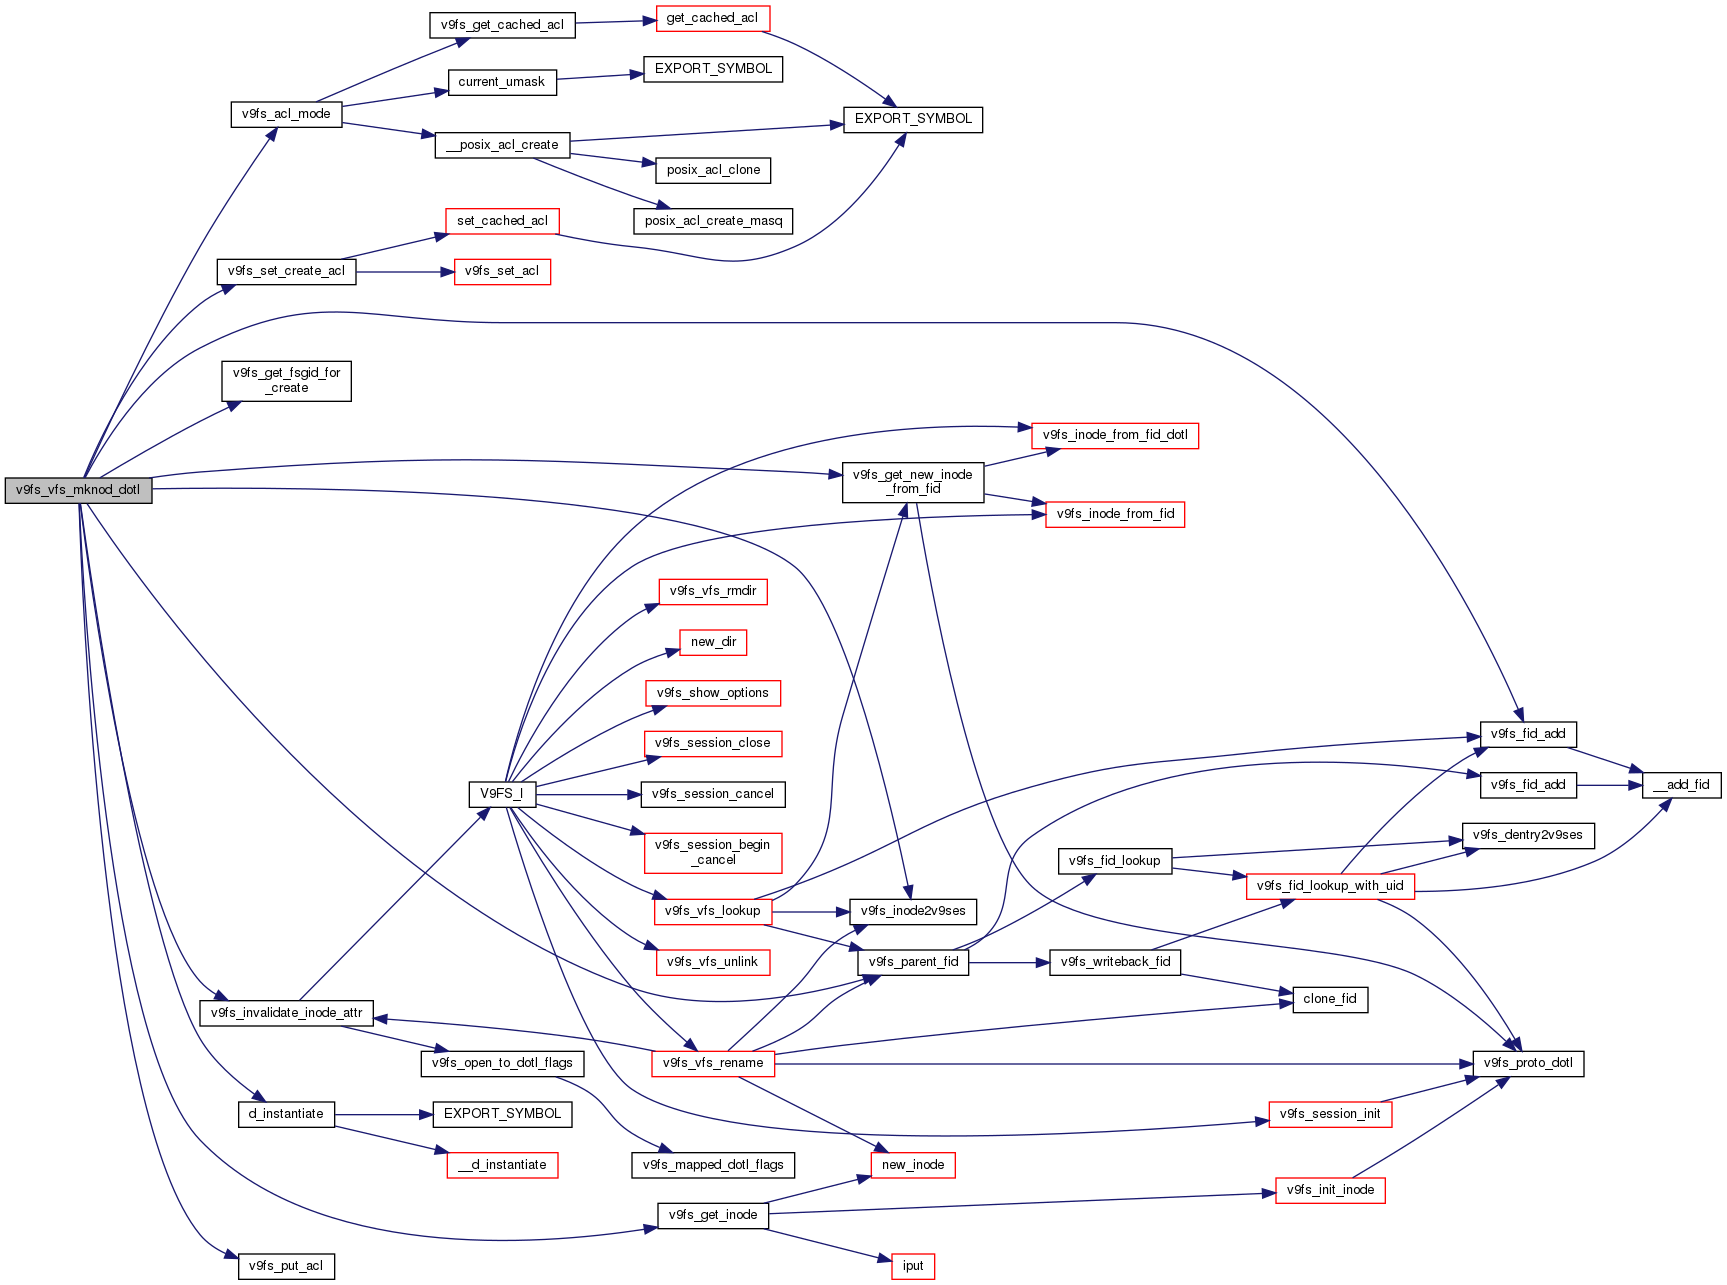 v9fs_get_cached_acl
get_cached_acl
current_umask
EXPORT_SYMBOL
v9fs_acl_mode
EXPORT_SYMBOL
__posix_acl_create
posix_acl_clone
set_cached_acl
posix_acl_create_masq
v9fs_set_create_acl
v9fs_set_acl
v9fs_get_fsgid_for
_create
v9fs_inode_from_fid_dotl
v9fs_vfs_mknod_dotl
v9fs_get_new_inode
_from_fid
v9fs_inode_from_fid
v9fs_vfs_rmdir
new_dir
v9fs_show_options
v9fs_session_close
v9fs_fid_add
V9FS_I
v9fs_session_cancel
v9fs_fid_add
__add_fid
v9fs_session_begin
_cancel
v9fs_dentry2v9ses
v9fs_fid_lookup
v9fs_fid_lookup_with_uid
v9fs_vfs_lookup
v9fs_inode2v9ses
v9fs_vfs_unlink
v9fs_parent_fid
v9fs_writeback_fid
clone_fid
v9fs_invalidate_inode_attr
v9fs_open_to_dotl_flags
v9fs_vfs_rename
v9fs_proto_dotl
d_instantiate
EXPORT_SYMBOL
v9fs_session_init
__d_instantiate
v9fs_mapped_dotl_flags
new_inode
v9fs_init_inode
v9fs_get_inode
v9fs_put_acl
iput